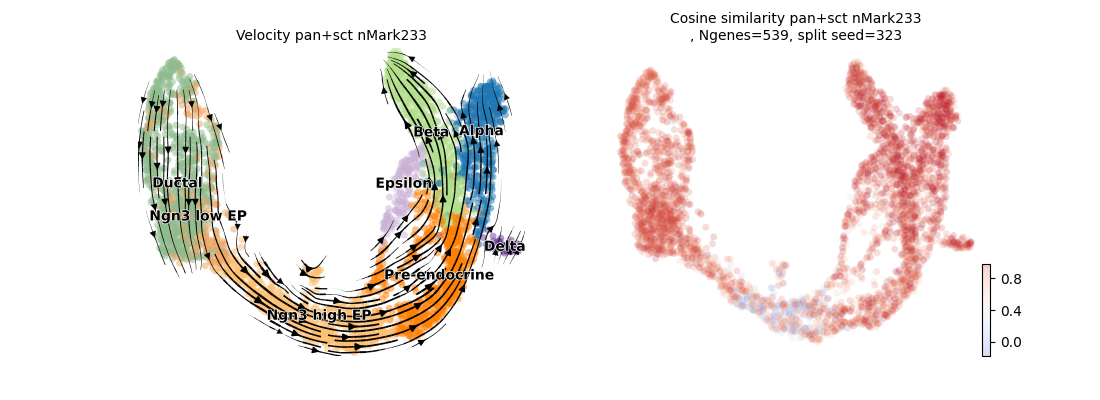 Velocity pan+sct nMark233
Beta
Alpha
Ductal
Epsilon
Ngn3 low EP
Delta
Pre-endocrine
Ngn3 high EP
Cosine similarity pan+sct nMark233
, Ngenes=539, split seed=323
0.8
0.4
0.0